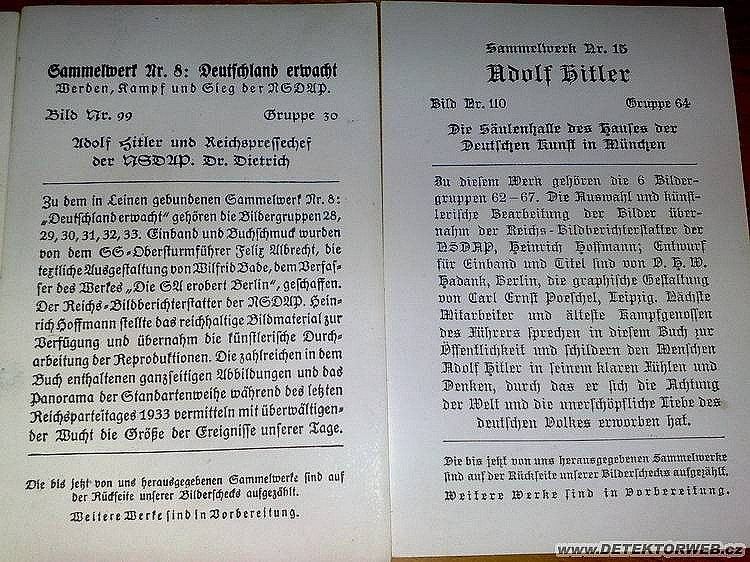 Sammelwerk Nr. 8: Deutschland erwacht
Werden, Kampf und Sieg der NSDAP.
Bild Nr. 99 Gruppe 30
Adolf Hitler und Reichspressechef
der NSDAP. Dr. Dietrich
Zu dem in Leinen gebundenen Sammelwerk Nr. 8:
„Deutschland erwacht" gehören die Bildergruppen 28,
29, 30, 31, 32, 33. Einband und Buchschmuck wurden
von dem SS-Obersturmführer Felix Albrecht, die
textliche Ausgestaltung von Wilfrid Bade, dem Verfas-
ser des Werkes „Die SA erobert Berlin", geschaffen.
Der Reichs-Bildberichterstatter der NSDAP. Hein-
rich Hoffmann stellte das reichhaltige Bildmaterial zur
Verfügung und übernahm die künstlerische Durch-
arbeitung der Reproduktionen. Die zahlreichen in dem
Buch enthaltenen ganzseitigen Abbildungen und das
Panorama der Standartenweihe während des letzten
Reichsparteitages 1933 vermitteln mit überwältigen-
der Wucht die Größe der Ereignisse unserer Tage.
Die bis jetzt von uns herausgegebenen Sammelwerke sind auf
der Rückseite unserer Bilderschecks aufgezählt.
Weitere Werke sind in Vorbereitung.
Sammelwerk Nr. 15
Adolf Hitler
Bild Nr. 110 Gruppe 64
Die Säulenhalle des Hauses der
Deutschen Kunst in München
Zu diesem Werk gehören die 6 Bilder-
gruppen 62–67. Die Auswahl und künst-
lerische Bearbeitung der Bilder über-
nahm der Reichs-Bildberichterstatter der
NSDAP, Heinrich Hoffmann; Entwurf
für Einband und Titel sind von O. H. W.
Hadank, Berlin, die graphische Gestaltung
von Carl Ernst Poeschel, Leipzig. Nächste
Mitarbeiter und älteste Kampfgenossen
des Führers sprechen in diesem Buch zur
Öffentlichkeit und schildern den Menschen
Adolf Hitler in seinem klaren Fühlen und
Denken, durch das er sich die Achtung
der Welt und die unerschöpfliche Liebe des
deutschen Volkes erworben hat.
Die bis jetzt von uns herausgegebenen Sammelwerke
sind auf der Rückseite unserer Bilderschecks aufgezählt.
Weitere Werke sind in Vorbereitung.
www.DETEKTORWEB.cz